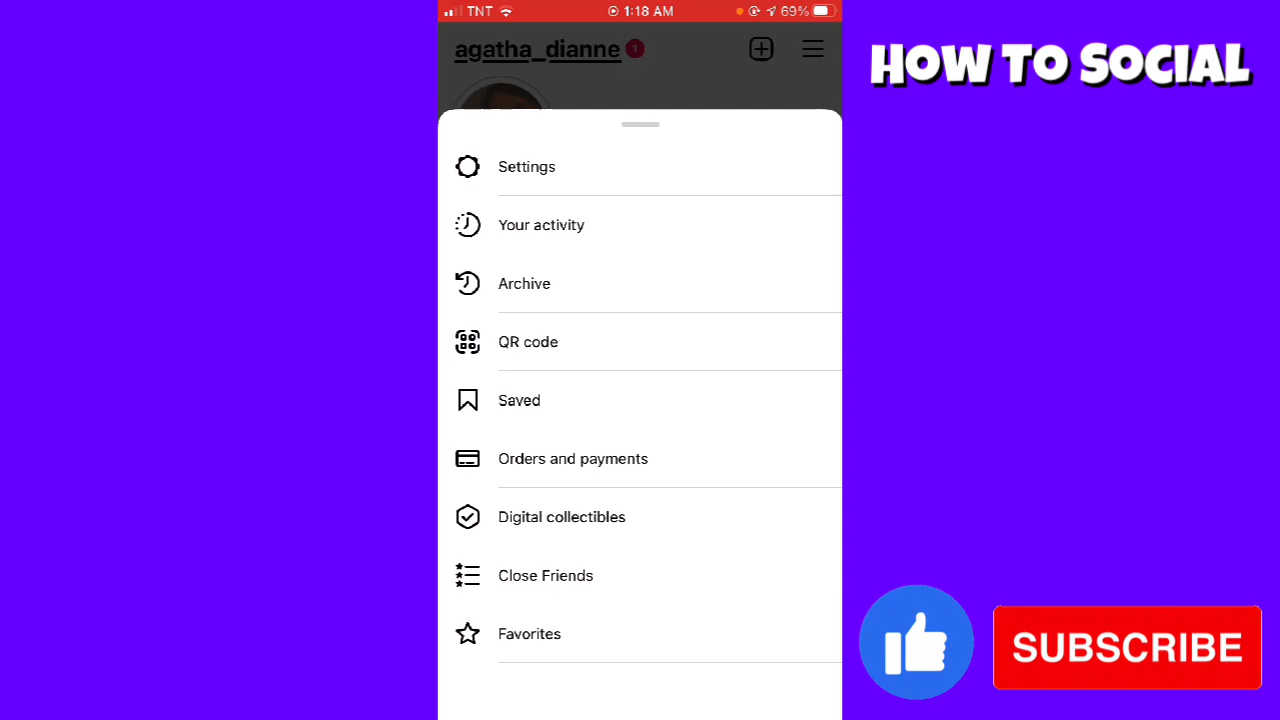 TNT 1:18 AM 69%
agatha_dianne 1
HOW TO SOCIAL
Settings
Your activity
Archive
QR code
Saved
Orders and payments
Digital collectibles
Close Friends
Favorites
SUBSCRIBE